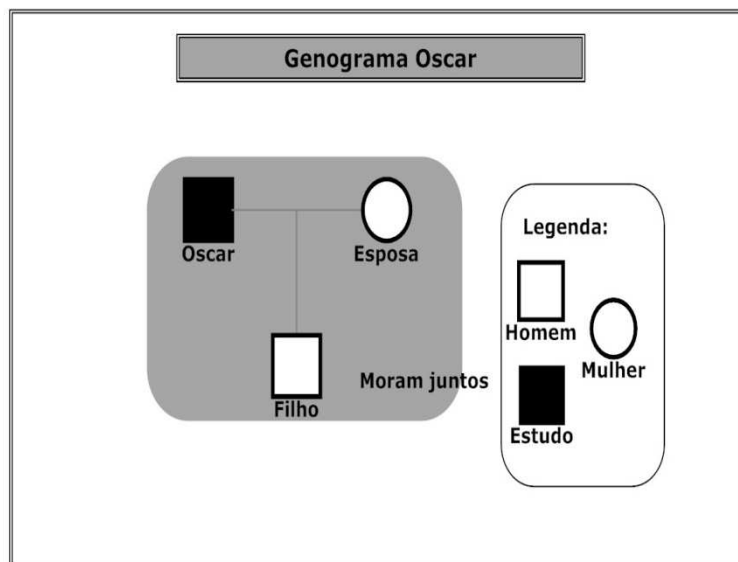 Genograma Oscar
Oscar
Esposa
Filho
Moram juntos
Legenda:
Homem
Mulher
Estudo